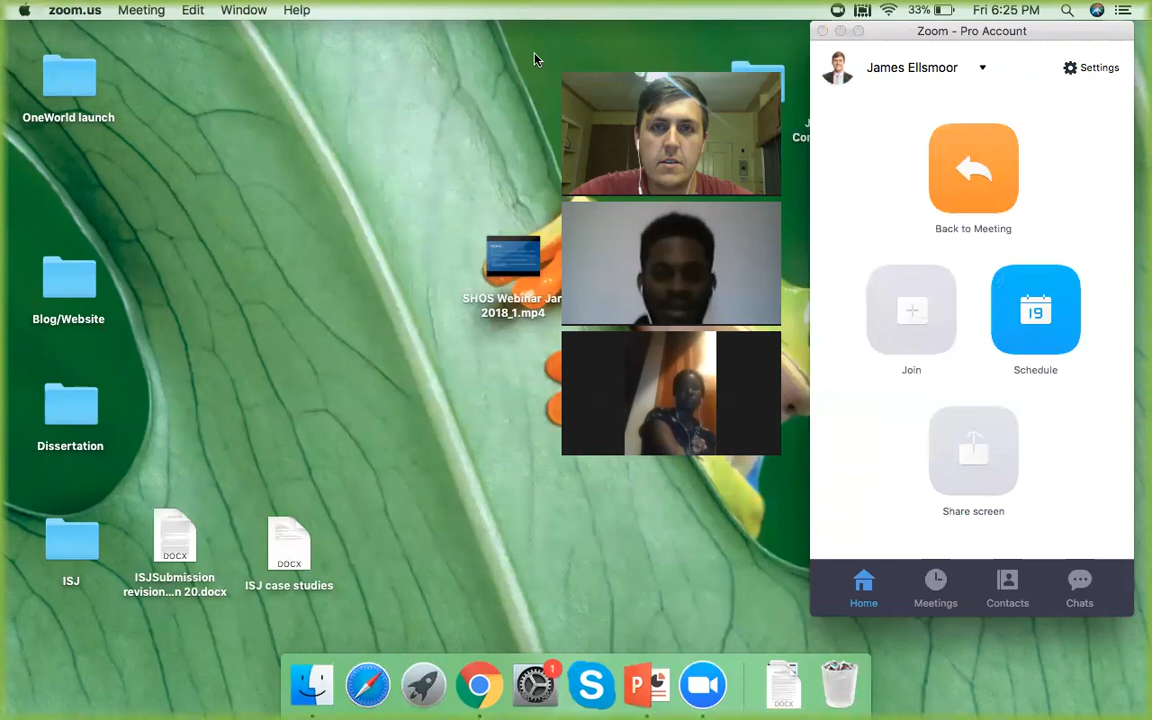 zoom.us Meeting Edit Window Help
33% Fri 6:25 PM
Zoom - Pro Account
James Ellsmoor
Settings
OneWorld launch
Back to Meeting
SHOS Webinar Jar
2018_1.mp4
Blog/Website
19
Join
Schedule
Dissertation
Share screen
DOCX
DOCX
ISJ
ISJSubmission
revision...n 20.docx
ISJ case studies
Home
Meetings
Contacts
Chats
1
S
P
DOCX